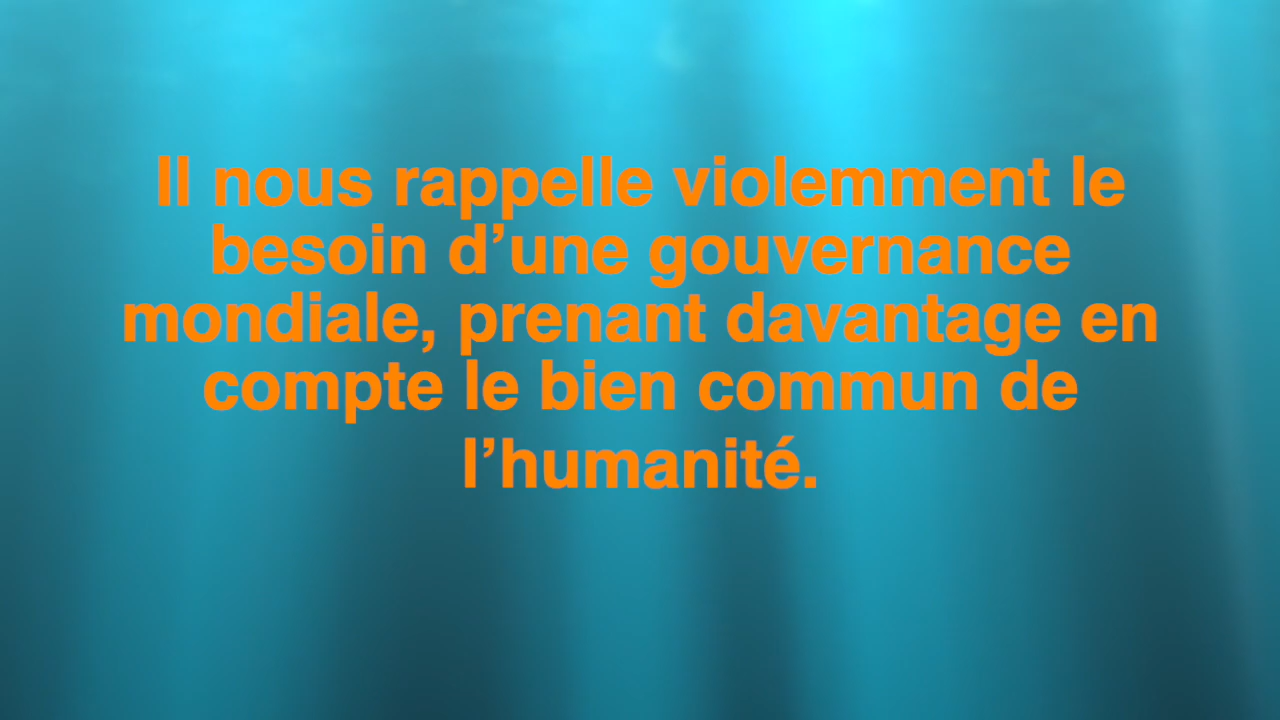 Il nous rappelle violemment le
besoin d’une gouvernance
mondiale, prenant davantage en
compte le bien commun de
l’humanité.